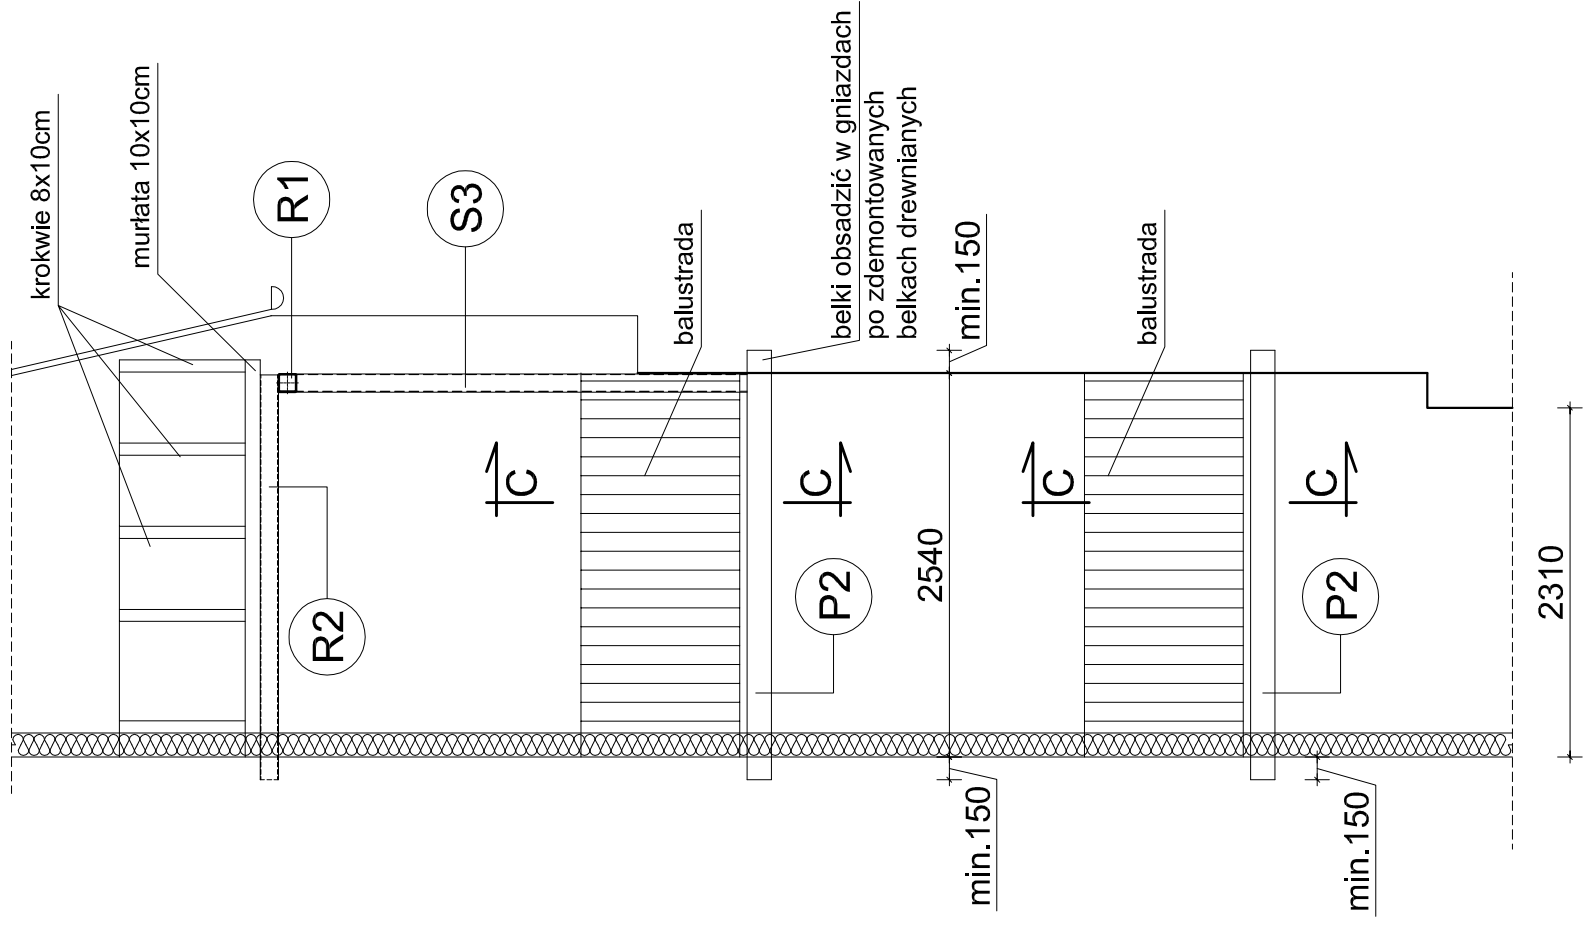 krokwie 8x10cm
murłata 10x10cm
R1
S3
R2
balustrada
belki obsadzić w gniazdach
po zdemontowanych
belkach drewnianych
min.150
balustrada
C
C
C
C
P2
2540
P2
2310
min.150
min.150